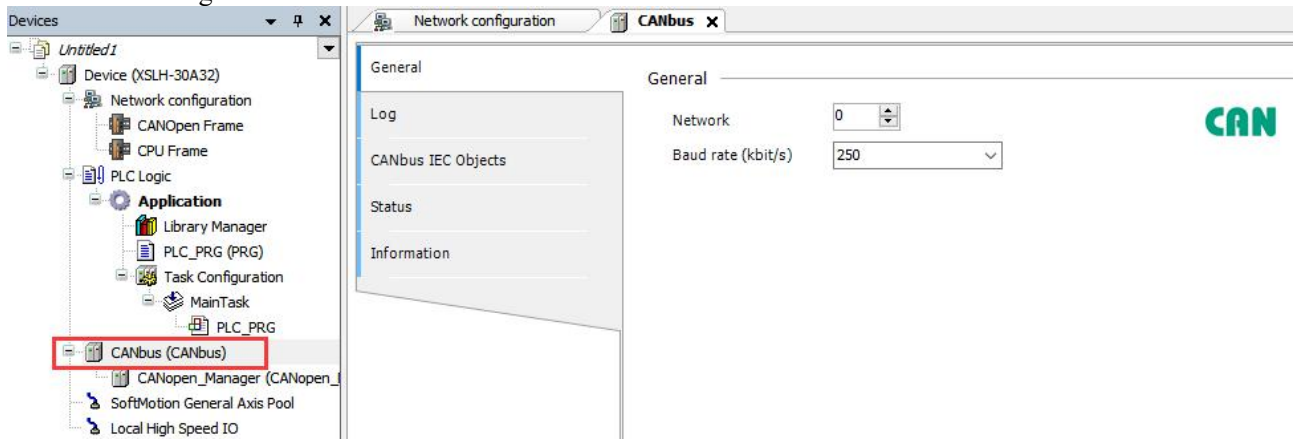 Devices
Untitled1
Device (XSLH-30A32)
Network configuration
CANOpen Frame
CPU Frame
PLC Logic
Application
Library Manager
PLC_PRG (PRG)
Task Configuration
MainTask
PLC_PRG
CANbus (CANbus)
CANopen_Manager (CANopen_
SoftMotion General Axis Pool
Local High Speed IO
Network configuration
CANbus
General
Log
CANbus IEC Objects
Status
Information
General
Network 0
Baud rate (kbit/s) 250
CAN